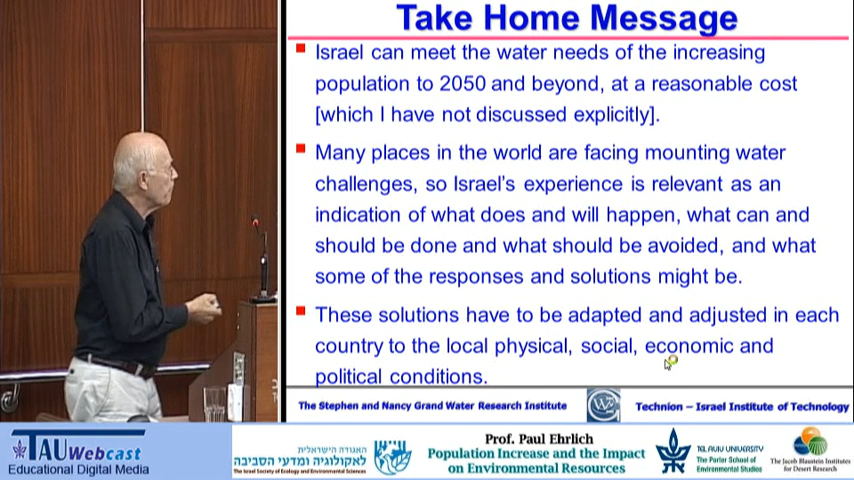 Take Home Message
Israel can meet the water needs of the increasing
population to 2050 and beyond, at a reasonable cost
[which I have not discussed explicitly].
Many places in the world are facing mounting water
challenges, so Israel's experience is relevant as an
indication of what does and will happen, what can and
should be done and what should be avoided, and what
some of the responses and solutions might be.
These solutions have to be adapted and adjusted in each
country to the local physical, social, economic and
political conditions.
The Stephen and Nancy Grand Water Research Institute
Technion – Israel Institute of Technology
TAU Webcast
Educational Digital Media
האגודה הישראלית
לאקולוגיה ומדעי הסביבה
The Israel Society of Ecology and Environmental Sciences
Prof. Paul Ehrlich
Population Increase and the Impact
on Environmental Resources
TEL AVIV UNIVERSITY
The Porter School of
Environmental Studies
The Jacob Blaustein Institutes
for Desert Research